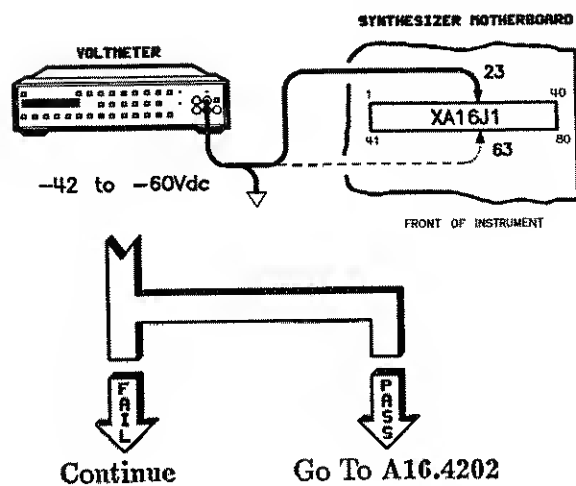 SYNTHESIZER MOTHERBOARD
VOLTMETER
23
1
40
XA16J1
41
80
63
-42 to -60Vdc
FRONT OF INSTRUMENT
FAIL
PASS
Continue
Go To A16.4202